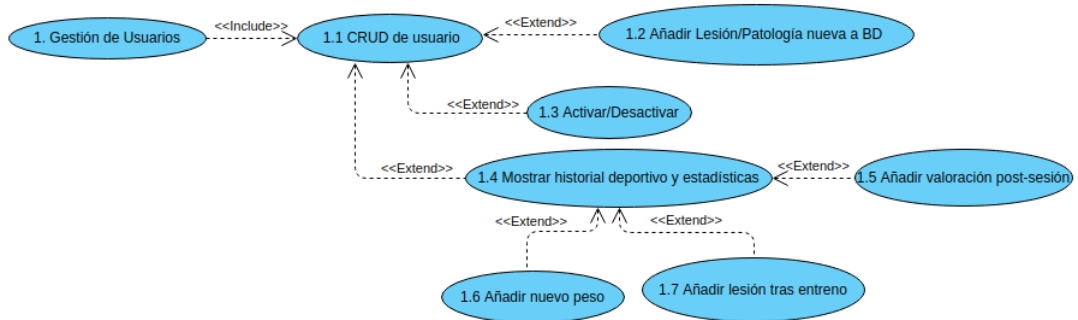 <<Include>>
<<Extend>>
1. Gestión de Usuarios
1.1 CRUD de usuario
1.2 Añadir Lesión/Patología nueva a BD
<<Extend>>
1.3 Activar/Desactivar
<<Extend>>
<<Extend>>
1.4 Mostrar historial deportivo y estadísticas
1.5 Añadir valoración post-sesión
<<Extend>>
<<Extend>>
1.6 Añadir nuevo peso
1.7 Añadir lesión tras entreno